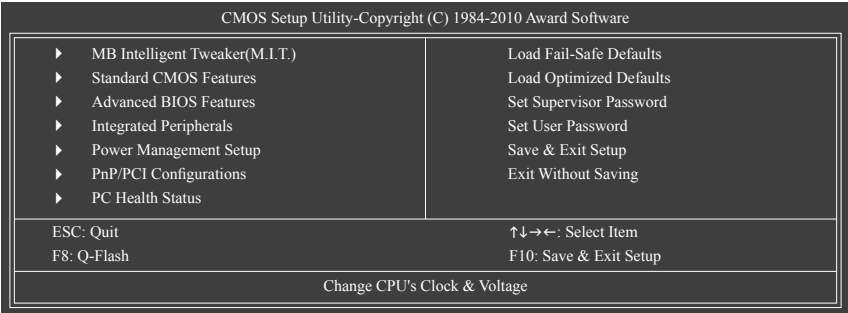 CMOS Setup Utility-Copyright (C) 1984-2010 Award Software
MB Intelligent Tweaker(M.I.T.)
Standard CMOS Features
Advanced BIOS Features
Integrated Peripherals
Power Management Setup
PnP/PCI Configurations
PC Health Status
Load Fail-Safe Defaults
Load Optimized Defaults
Set Supervisor Password
Set User Password
Save & Exit Setup
Exit Without Saving
ESC: Quit
F8: Q-Flash
↑↓→←: Select Item
F10: Save & Exit Setup
Change CPU's Clock & Voltage